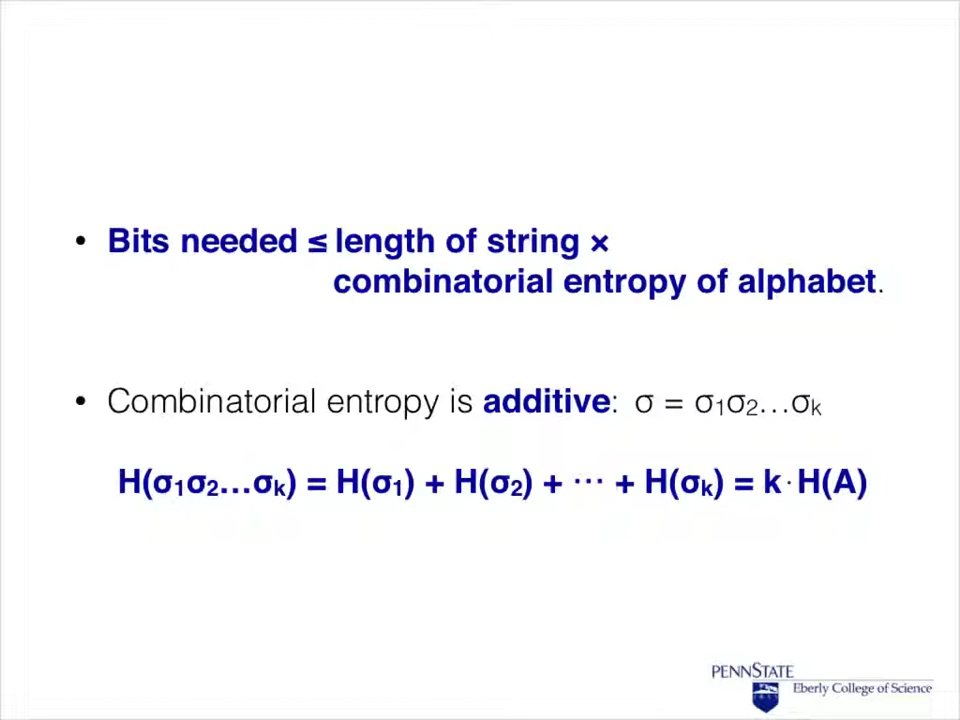 • Bits needed ≤ length of string ×
combinatorial entropy of alphabet.
• Combinatorial entropy is additive: σ = σ₁σ₂…σₖ
H(σ₁σ₂…σₖ) = H(σ₁) + H(σ₂) + ⋯ + H(σₖ) = k·H(A)
PENNSTATE
Eberly College of Science